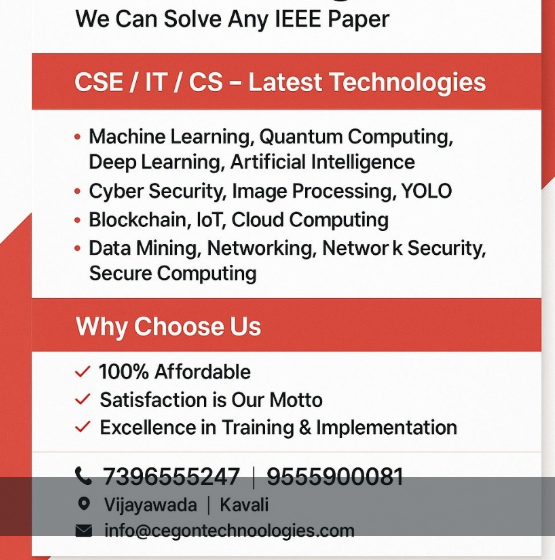 We Can Solve Any IEEE Paper
CSE / IT / CS – Latest Technologies
• Machine Learning, Quantum Computing,
Deep Learning, Artificial Intelligence
• Cyber Security, Image Processing, YOLO
• Blockchain, IoT, Cloud Computing
• Data Mining, Networking, Networ k Security,
Secure Computing
Why Choose Us
✓ 100% Affordable
✓ Satisfaction is Our Motto
✓ Excellence in Training & Implementation
7396555247 | 9555900081
Vijayawada | Kavali
info@cegontechnoologies.com